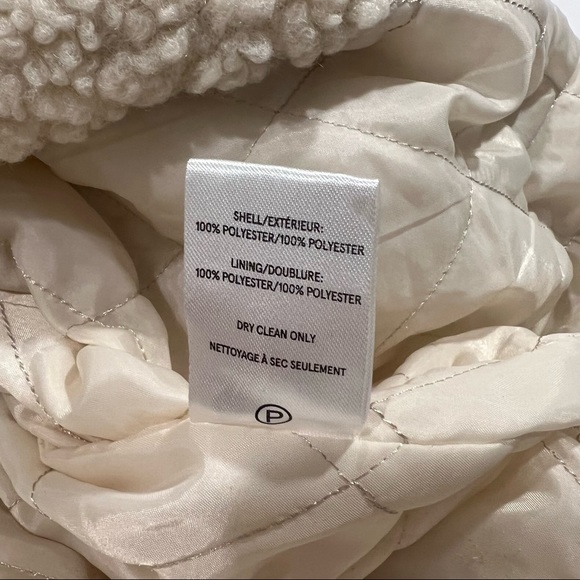 SHELL/EXTÉRIEUR:
100% POLYESTER/100% POLYESTER
LINING/DOUBLURE:
100% POLYESTER/100% POLYESTER
DRY CLEAN ONLY
NETTOYAGE À SEC SEULEMENT
P